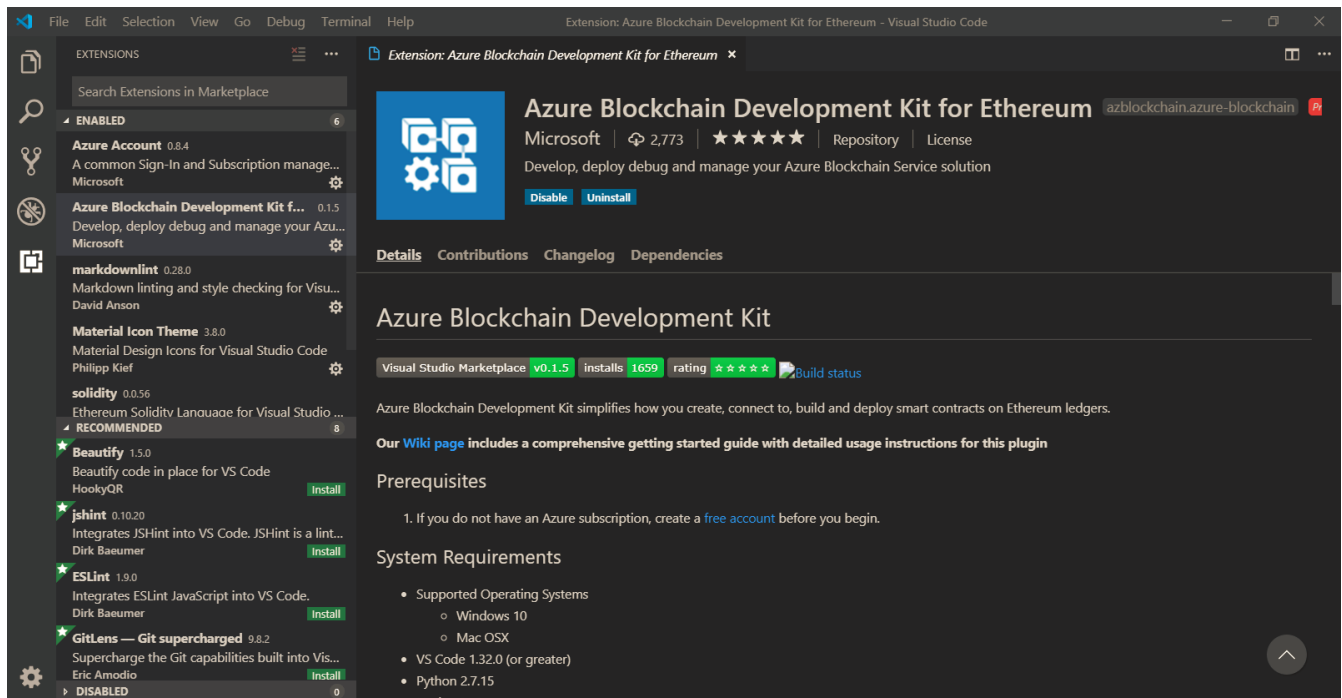 File Edit Selection View Go Debug Terminal Help
Extension: Azure Blockchain Development Kit for Ethereum - Visual Studio Code
EXTENSIONS
Search Extensions in Marketplace
ENABLED 6
Azure Account 0.8.4
A common Sign-In and Subscription manage...
Microsoft
Azure Blockchain Development Kit f... 0.1.5
Develop, deploy debug and manage your Azu...
Microsoft
markdownlint 0.28.0
Markdown linting and style checking for Visu...
David Anson
Material Icon Theme 3.8.0
Material Design Icons for Visual Studio Code
Philipp Kief
solidity 0.0.56
Ethereum Solidity Language for Visual Studio ...
RECOMMENDED 8
Beautify 1.5.0
Beautify code in place for VS Code
HookyQR Install
jshint 0.10.20
Integrates JSHint into VS Code. JSHint is a lint...
Dirk Baeumer Install
ESLint 1.9.0
Integrates ESLint JavaScript into VS Code.
Dirk Baeumer Install
GitLens — Git supercharged 9.8.2
Supercharge the Git capabilities built into Vis...
Eric Amodio Install
DISABLED 0
Extension: Azure Blockchain Development Kit for Ethereum
Azure Blockchain Development Kit for Ethereum azblockchain.azure-blockchain Pr
Microsoft 2,773 ★★★★★ Repository License
Develop, deploy debug and manage your Azure Blockchain Service solution
Disable Uninstall
Details Contributions Changelog Dependencies
Azure Blockchain Development Kit
Visual Studio Marketplace v0.1.5 installs 1659 rating ☆☆☆☆☆ Build status
Azure Blockchain Development Kit simplifies how you create, connect to, build and deploy smart contracts on Ethereum ledgers.
Our Wiki page includes a comprehensive getting started guide with detailed usage instructions for this plugin
Prerequisites
1. If you do not have an Azure subscription, create a free account before you begin.
System Requirements
• Supported Operating Systems
○ Windows 10
○ Mac OSX
• VS Code 1.32.0 (or greater)
• Python 2.7.15